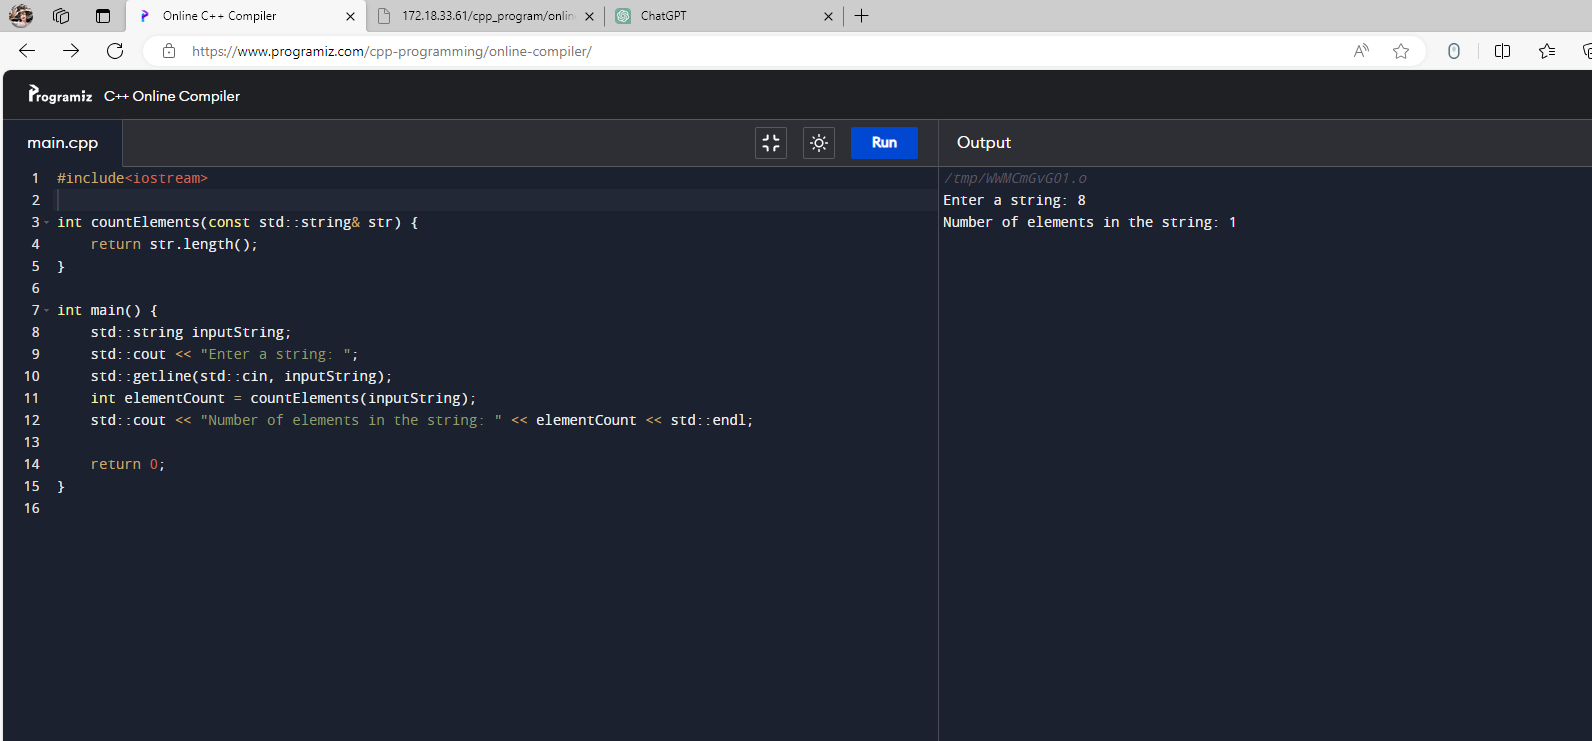 Online C++ Compiler
172.18.33.61/cpp_program/onlin
ChatGPT
https://www.programiz.com/cpp-programming/online-compiler/
Programiz C++ Online Compiler
main.cpp
Run
Output
1 #include<iostream>
2
3 int countElements(const std::string& str) {
4 return str.length();
5 }
6
7 int main() {
8 std::string inputString;
9 std::cout << "Enter a string: ";
10 std::getline(std::cin, inputString);
11 int elementCount = countElements(inputString);
12 std::cout << "Number of elements in the string: " << elementCount << std::endl;
13
14 return 0;
15 }
16
/tmp/WWMCmGvG01.o
Enter a string: 8
Number of elements in the string: 1